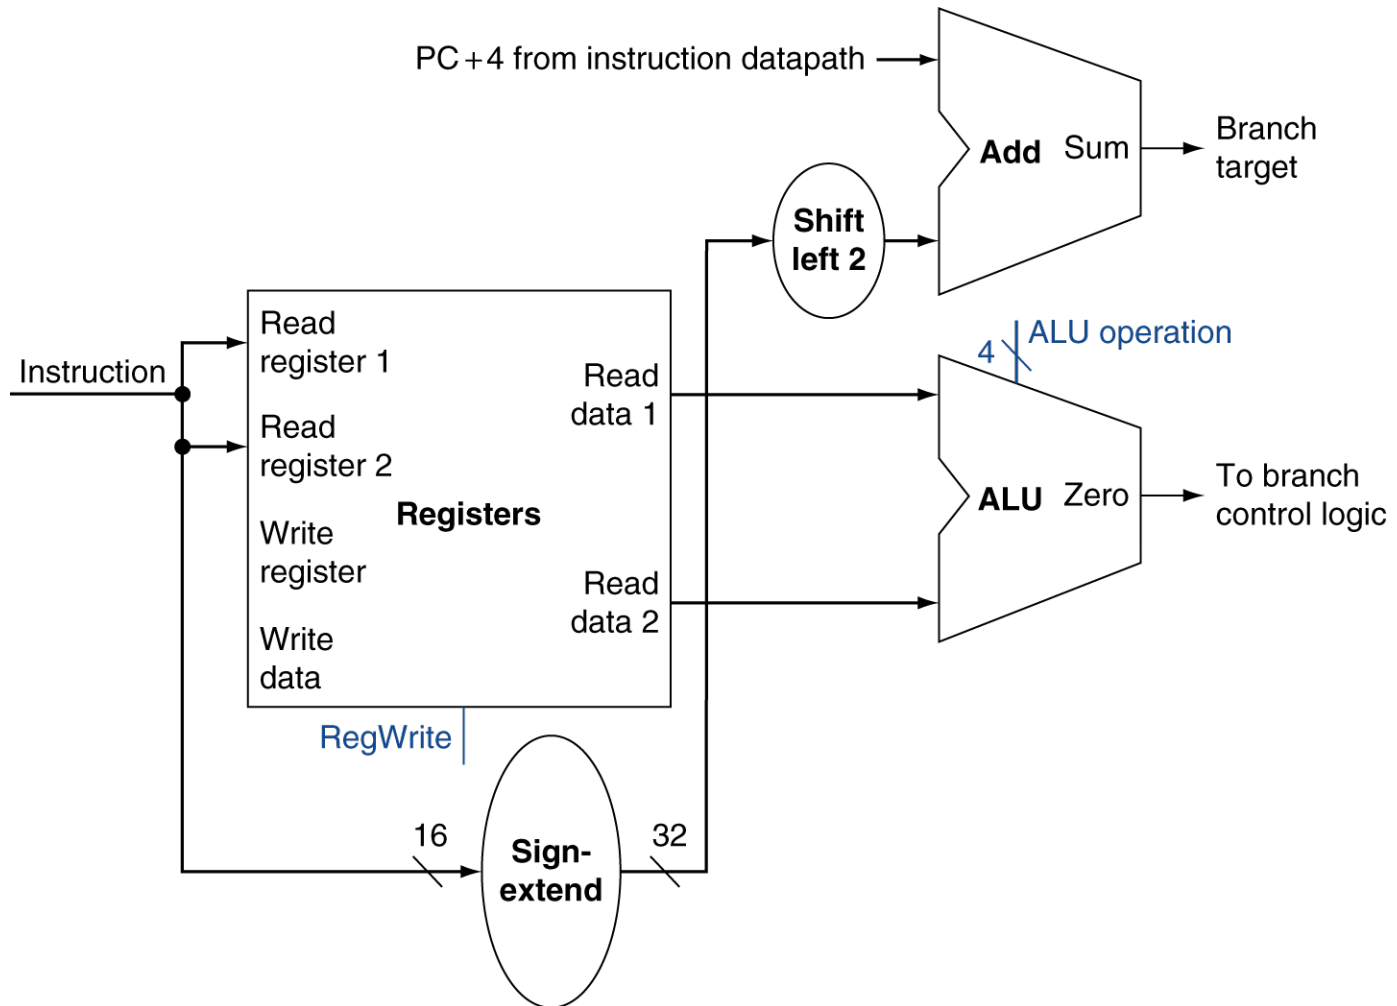 PC+4 from instruction datapath
Add
Sum
Branch
target
Shift
left 2
4
ALU operation
Instruction
Read
register 1
Read
register 2
Write
register
Write
data
Registers
Read
data 1
Read
data 2
ALU
Zero
To branch
control logic
RegWrite
16
Sign-
extend
32